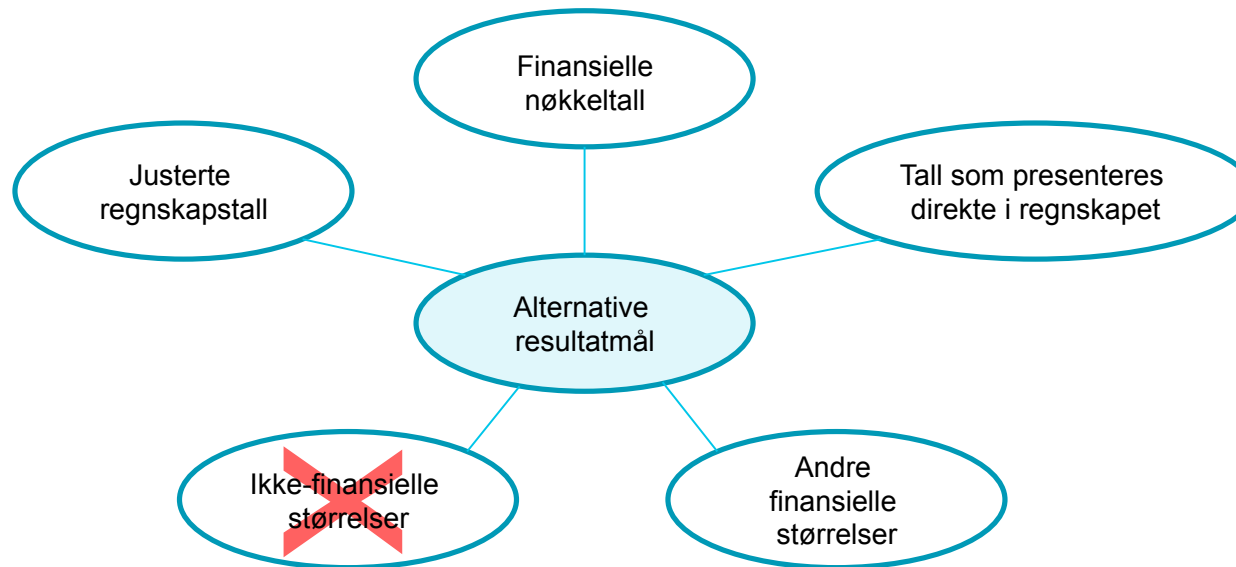 Finansielle
nøkkeltall
Justerte
regnskapstall
Tall som presenteres
direkte i regnskapet
Alternative
resultatmål
Ikke-finansielle
størrelser
Andre
finansielle
størrelser